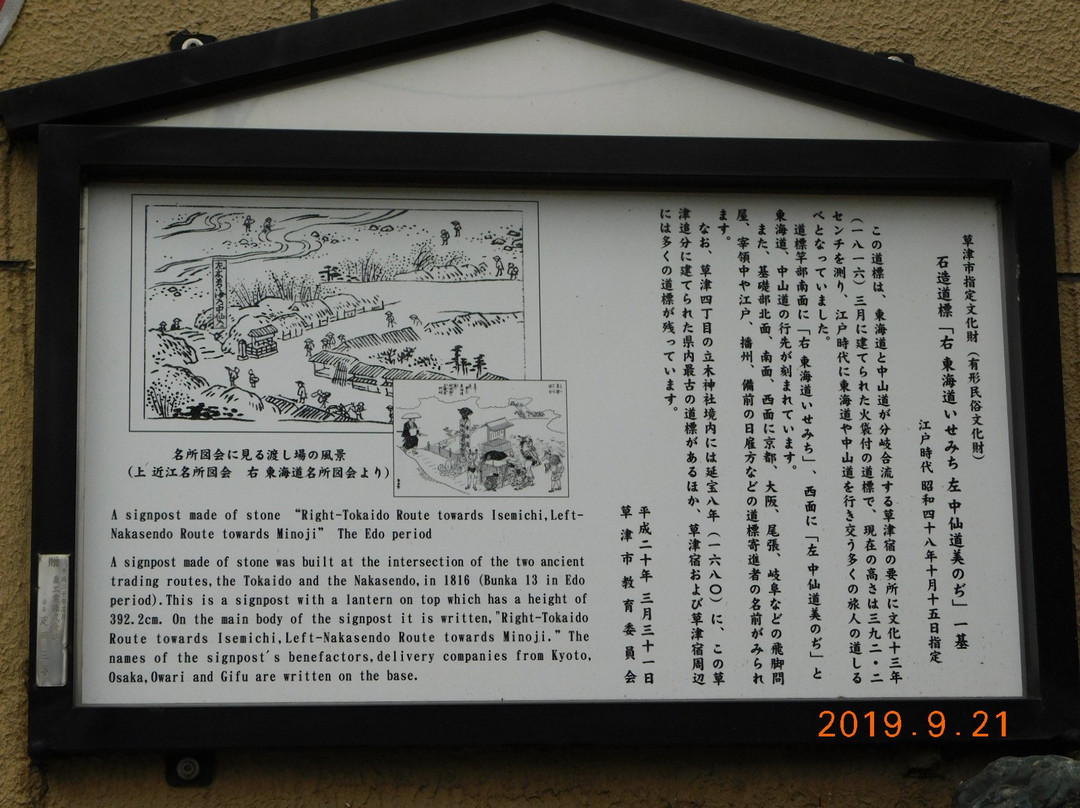 草津市指定文化財（有形民俗文化財）
石造道標「右 東海道いせみち 左 中仙道美のぢ」一基
江戸時代 昭和四十八年十月十五日指定
この道標は、東海道と中山道が分岐合流する草津宿の要所に文化十三年
（一八一六）三月に建てられた火袋付の道標で、現在の高さは三九二・二
センチを測り、江戸時代に東海道や中山道を行き交う多くの旅人の道しる
べとなっていました。
道標竿部南面に「右 東海道いせみち」、西面に「左 中仙道美のぢ」と
東海道、中山道の行先が刻まれています。
また、基礎部北面、南面、西面に京都、大阪、尾張、岐阜などの飛脚問
屋、宰領中や江戸、播州、備前の日雇方などの道標寄進者の名前がみられ
ます。
なお、草津四丁目の立木神社境内には延宝八年（一六八〇）に、この草
津追分に建てられた県内最古の道標があるほか、草津宿および草津宿周辺
には多くの道標が残っています。
平成二十年三月三十一日
草津市教育委員会
名所図会に見る渡し場の風景
（上 近江名所図会　右 東海道名所図会より）
A signpost made of stone “Right-Tokaido Route towards Isemichi,Left-
Nakasendo Route towards Minoji” The Edo period
A signpost made of stone was built at the intersection of the two ancient
trading routes, the Tokaido and the Nakasendo, in 1816 (Bunka 13 in Edo
period). This is a signpost with a lantern on top which has a height of
392.2cm. On the main body of the signpost it is written,"Right-Tokaido
Route towards Isemichi,Left-Nakasendo Route towards Minoji.” The
names of the signpost's benefactors,delivery companies from Kyoto,
Osaka,Owari and Gifu are written on the base.
2019.9.21